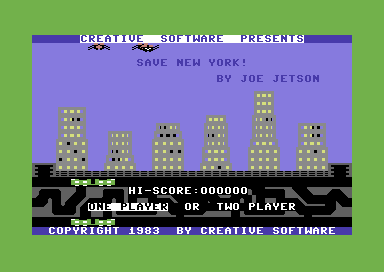 CREATIVE SOFTWARE PRESENTS
SAVE NEW YORK!
BY JOE JETSON
HI-SCORE:000000
ONE PLAYER OR TWO PLAYER
COPYRIGHT 1983 BY CREATIVE SOFTWARE